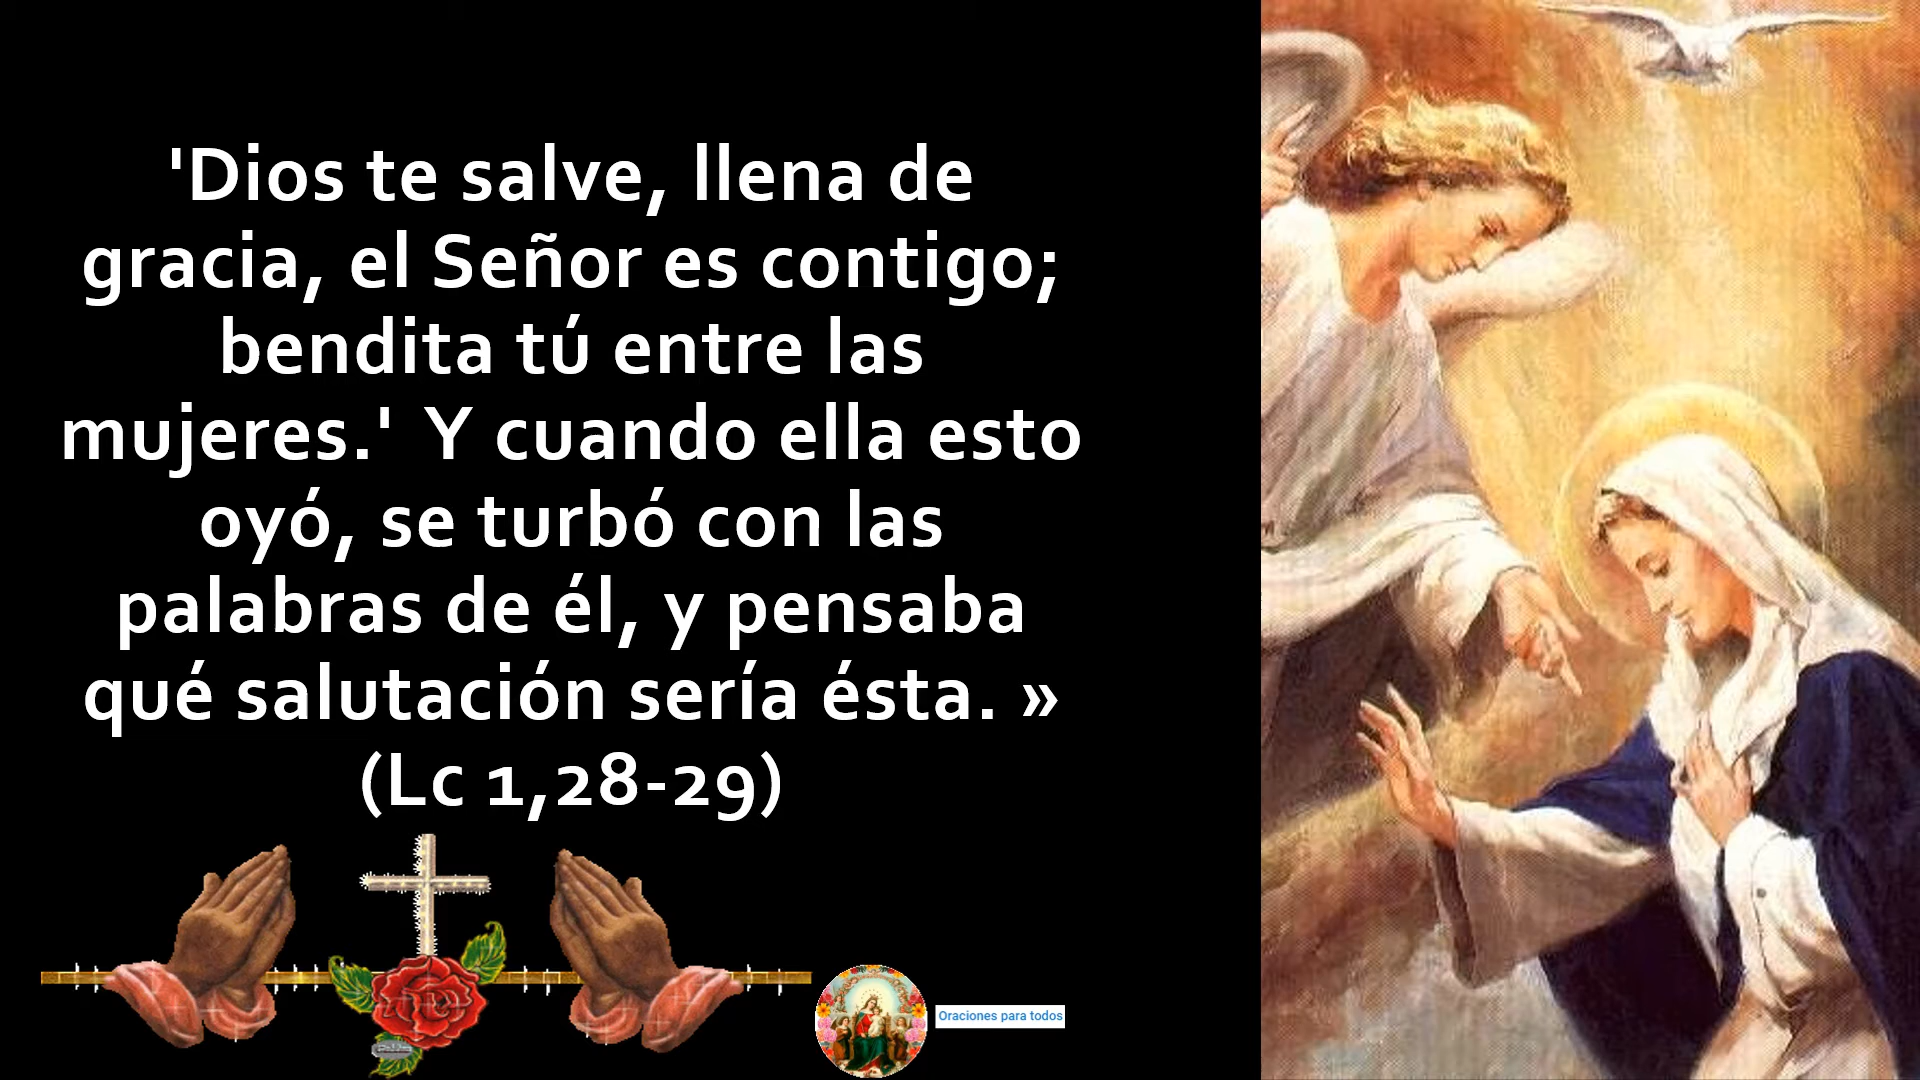 'Dios te salve, llena de
gracia, el Señor es contigo;
bendita tú entre las
mujeres.' Y cuando ella esto
oyó, se turbó con las
palabras de él, y pensaba
qué salutación sería ésta. »
(Lc 1,28-29)
Oraciones para todos